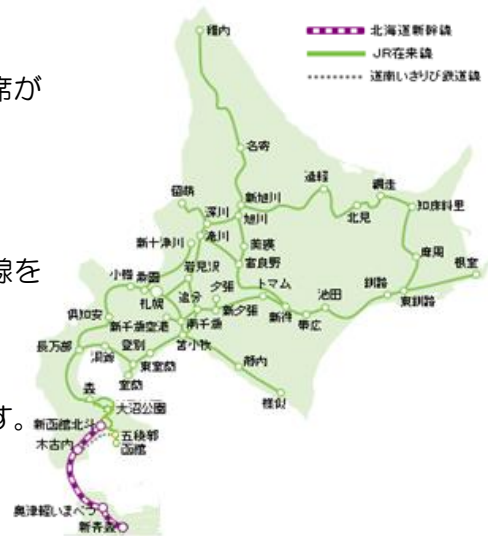 北海道新幹線
JR在来線
道南いさりび鉄道線
席が
線を
す。
稚内
名寄
遠軽
網走
留萌
新旭川
知床斜里
深川
旭川
北見
滝川
新十津川
美瑛
摩周
岩見沢
富良野
根室
小樽
桑園
夕張
トマム
池田
釧路
札幌
追分
東釧路
倶知安
新夕張
新得
帯広
新千歳空港
南千歳
長万部
登別
苫小牧
静内
洞爺
東室蘭
室蘭
様似
森
大沼公園
新函館北斗
五稜郭
木古内
函館
奥津軽いまべつ
新青森